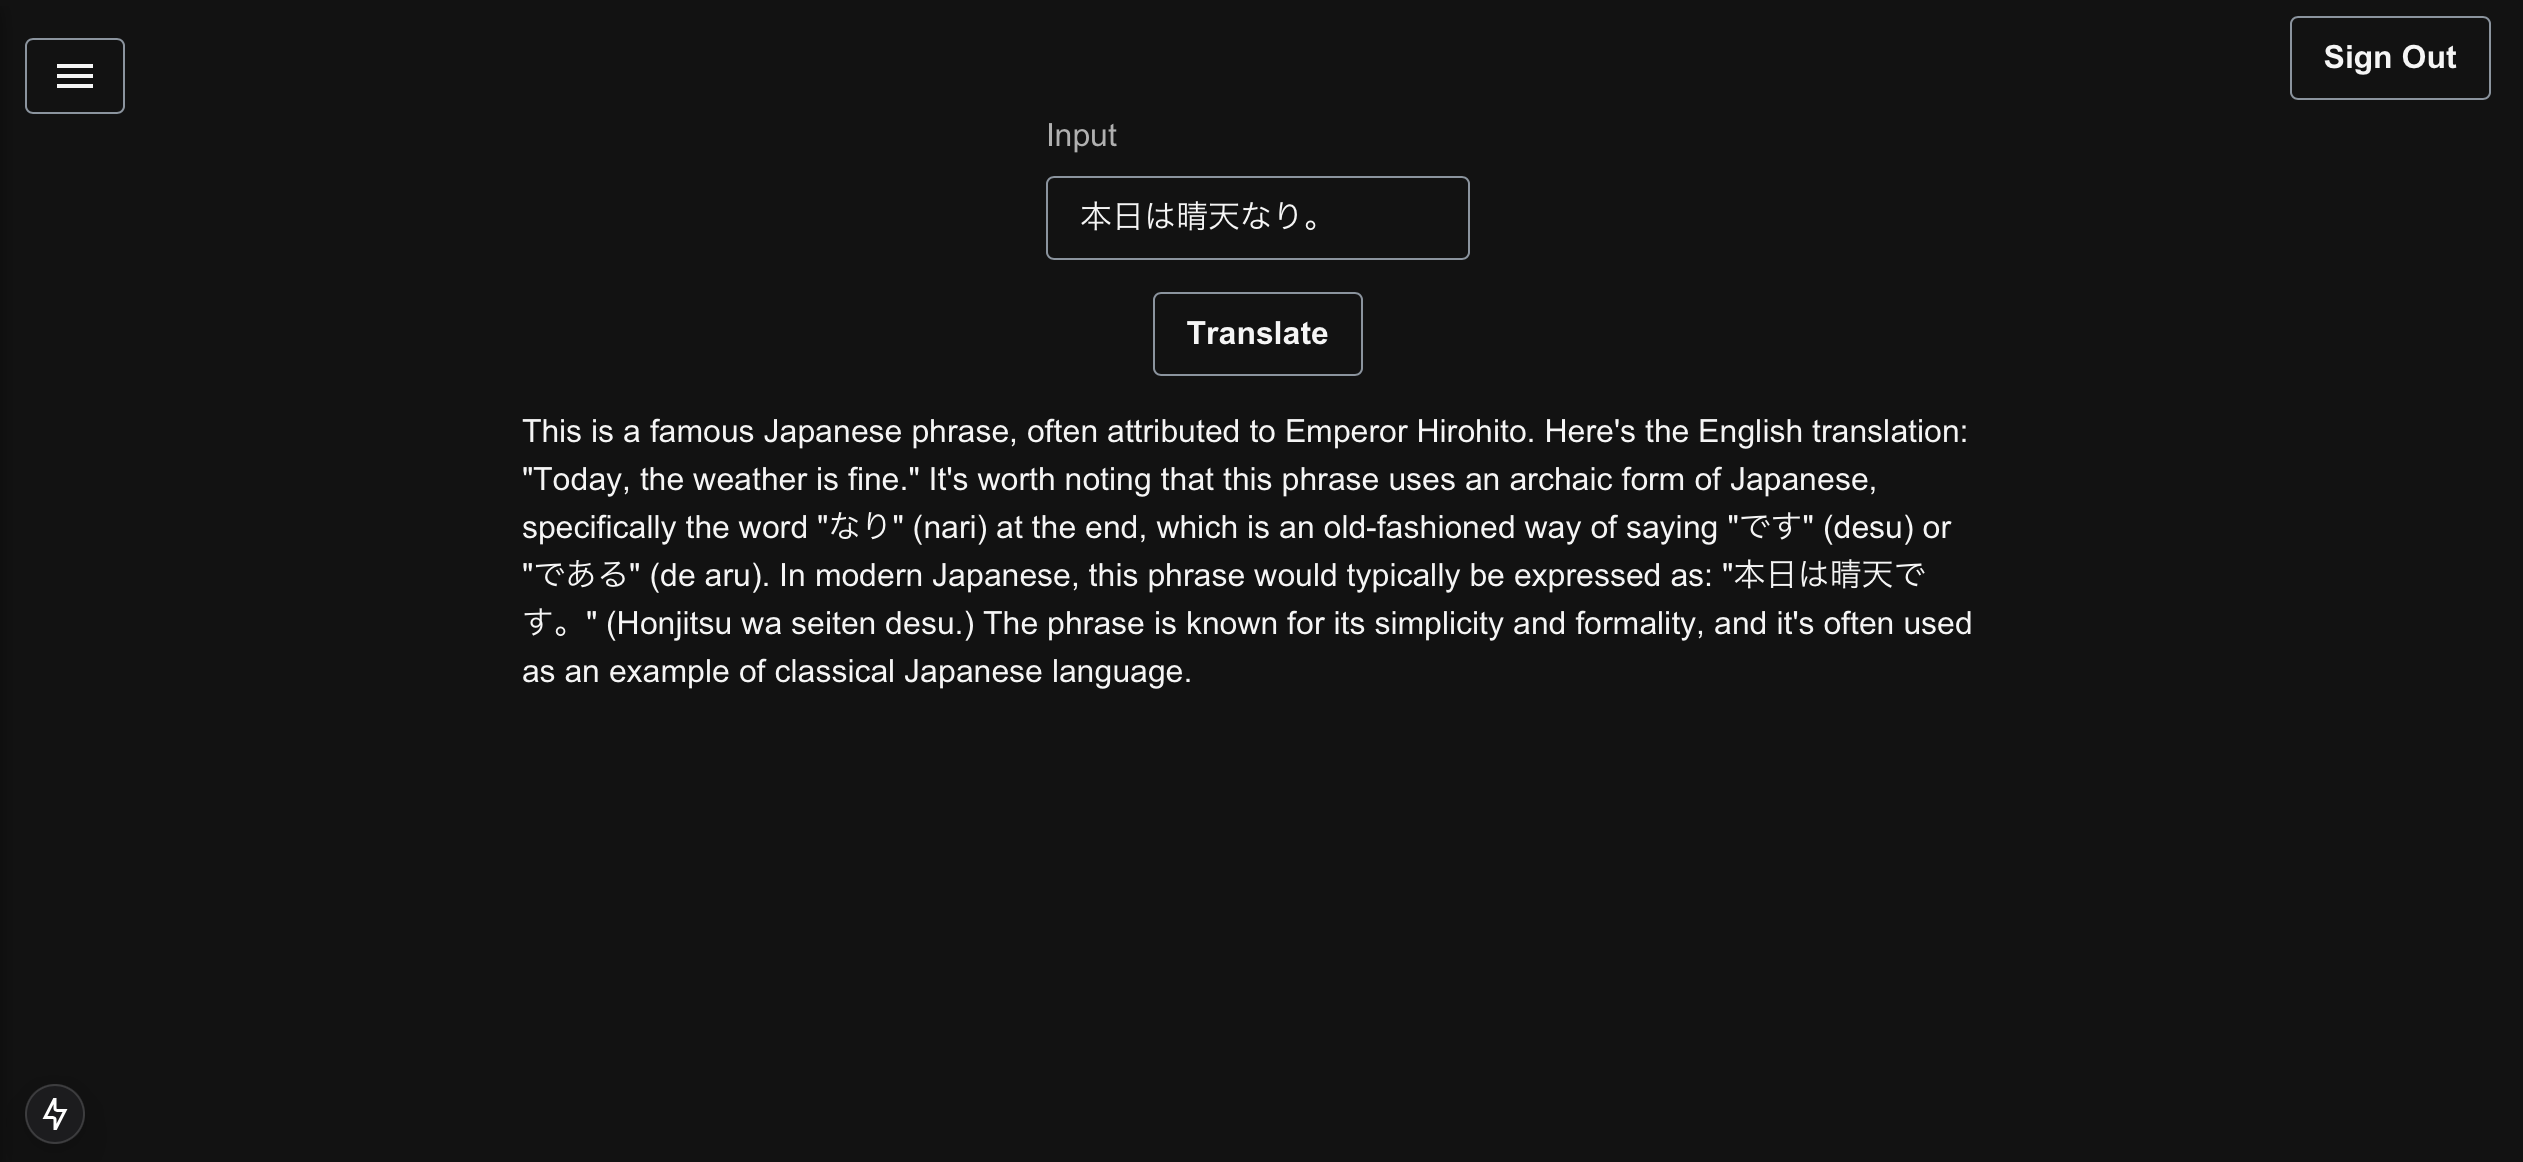 Sign Out
Input
本日は晴天なり。
Translate
This is a famous Japanese phrase, often attributed to Emperor Hirohito. Here's the English translation:
"Today, the weather is fine." It's worth noting that this phrase uses an archaic form of Japanese,
specifically the word "なり" (nari) at the end, which is an old-fashioned way of saying "です" (desu) or
"である" (de aru). In modern Japanese, this phrase would typically be expressed as: "本日は晴天で
す。" (Honjitsu wa seiten desu.) The phrase is known for its simplicity and formality, and it's often used
as an example of classical Japanese language.